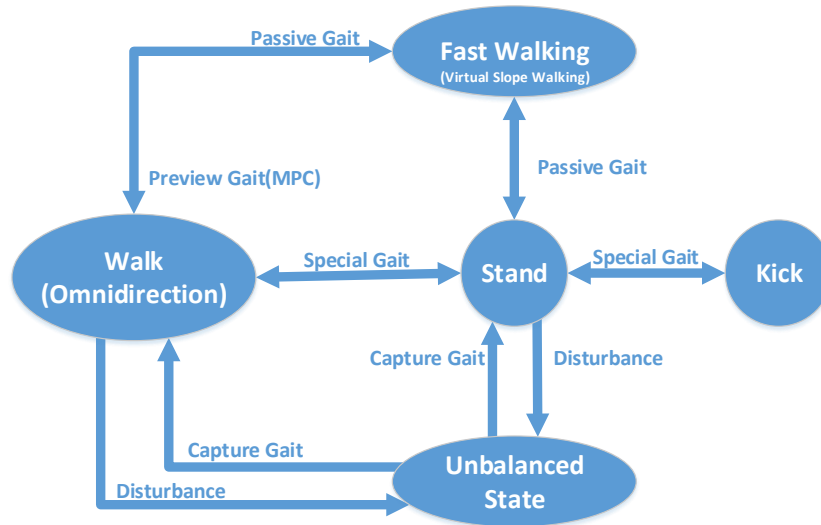 Passive Gait
Fast Walking
(Virtual Slope Walking)
Preview Gait(MPC)
Passive Gait
Walk
(Omnidirection)
Special Gait
Stand
Special Gait
Kick
Capture Gait
Disturbance
Capture Gait
Disturbance
Unbalanced
State